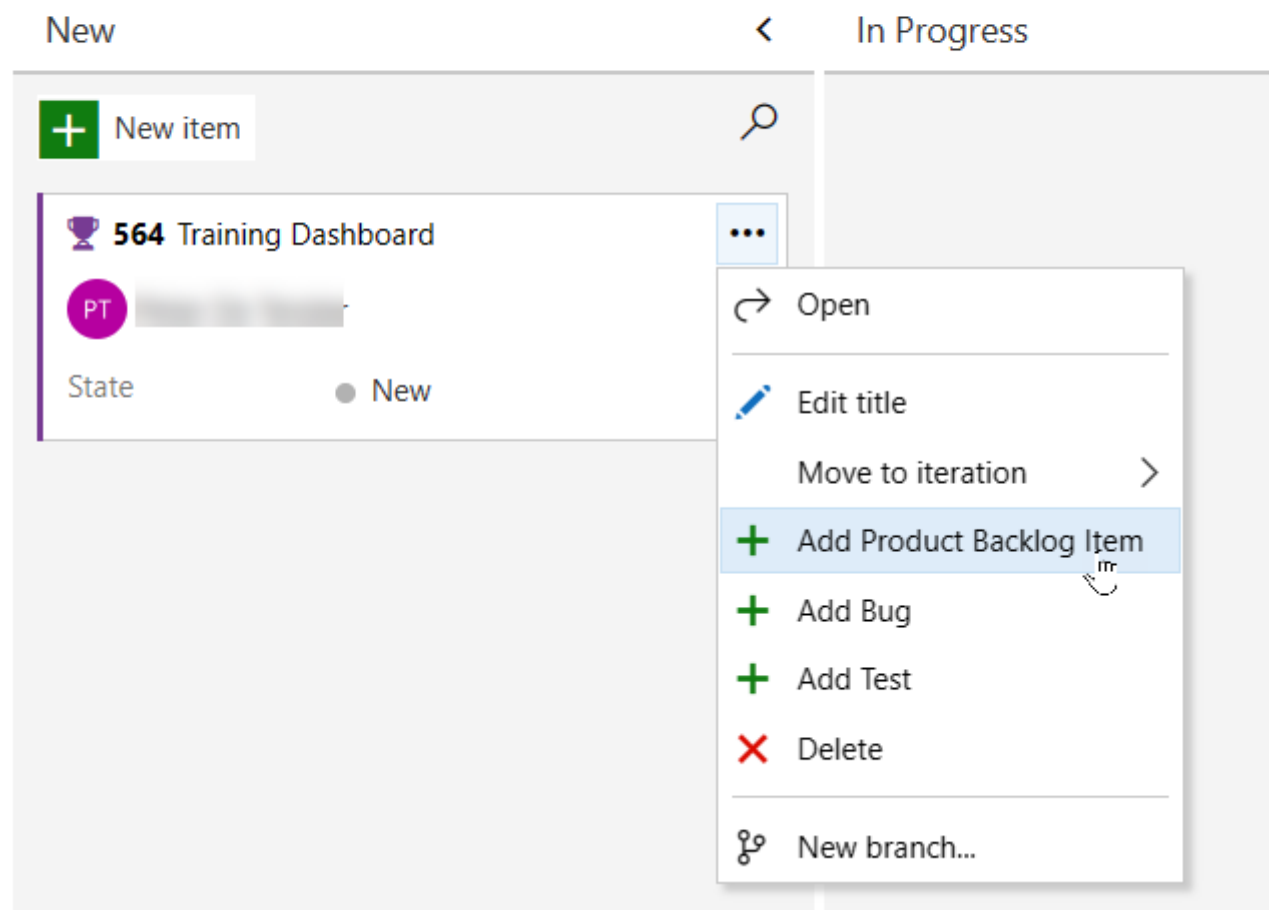 New
In Progress
New item
564 Training Dashboard
PT
State
New
Open
Edit title
Move to iteration
Add Product Backlog Item
Add Bug
Add Test
Delete
New branch...